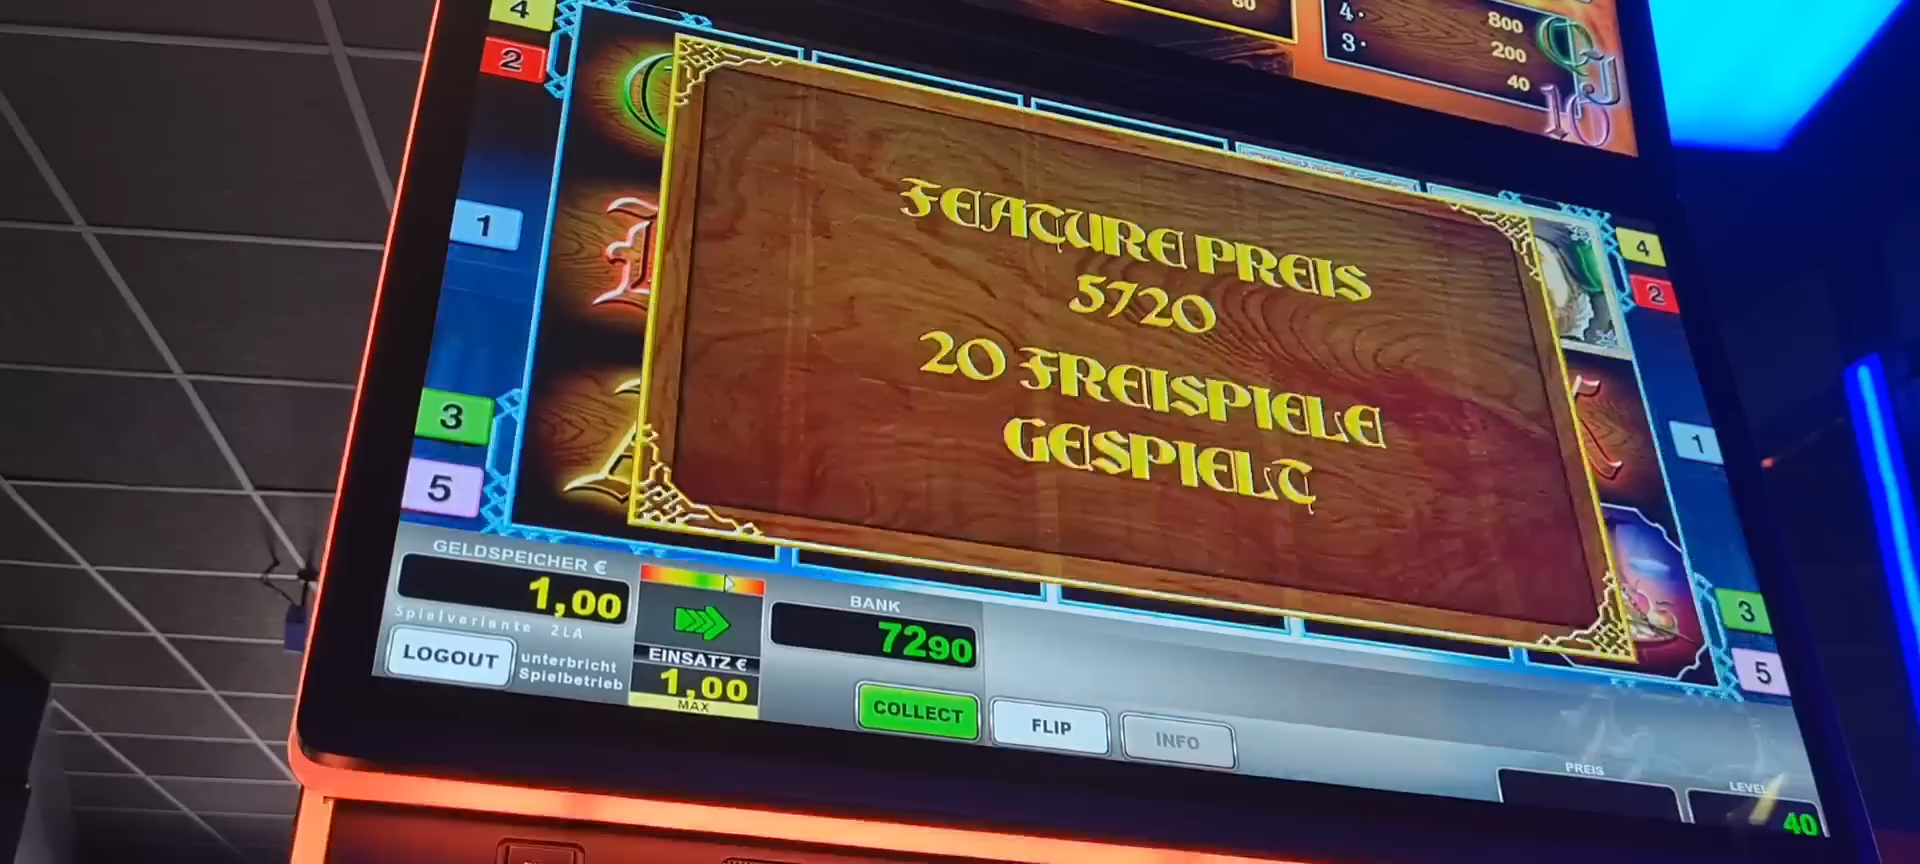 4
2
1
3
5
80
4· 800
3· 200
40
10
FEATURE PREIS
5720
20 FREISPIELE
GESPIELT
4
2
1
3
5
GELDSPEICHER €
1,00
Spielvariante 2LA
LOGOUT
unterbricht
Spielbetrieb
EINSATZ €
1,00
MAX
BANK
7290
COLLECT
FLIP
INFO
PREIS
LEVEL
40